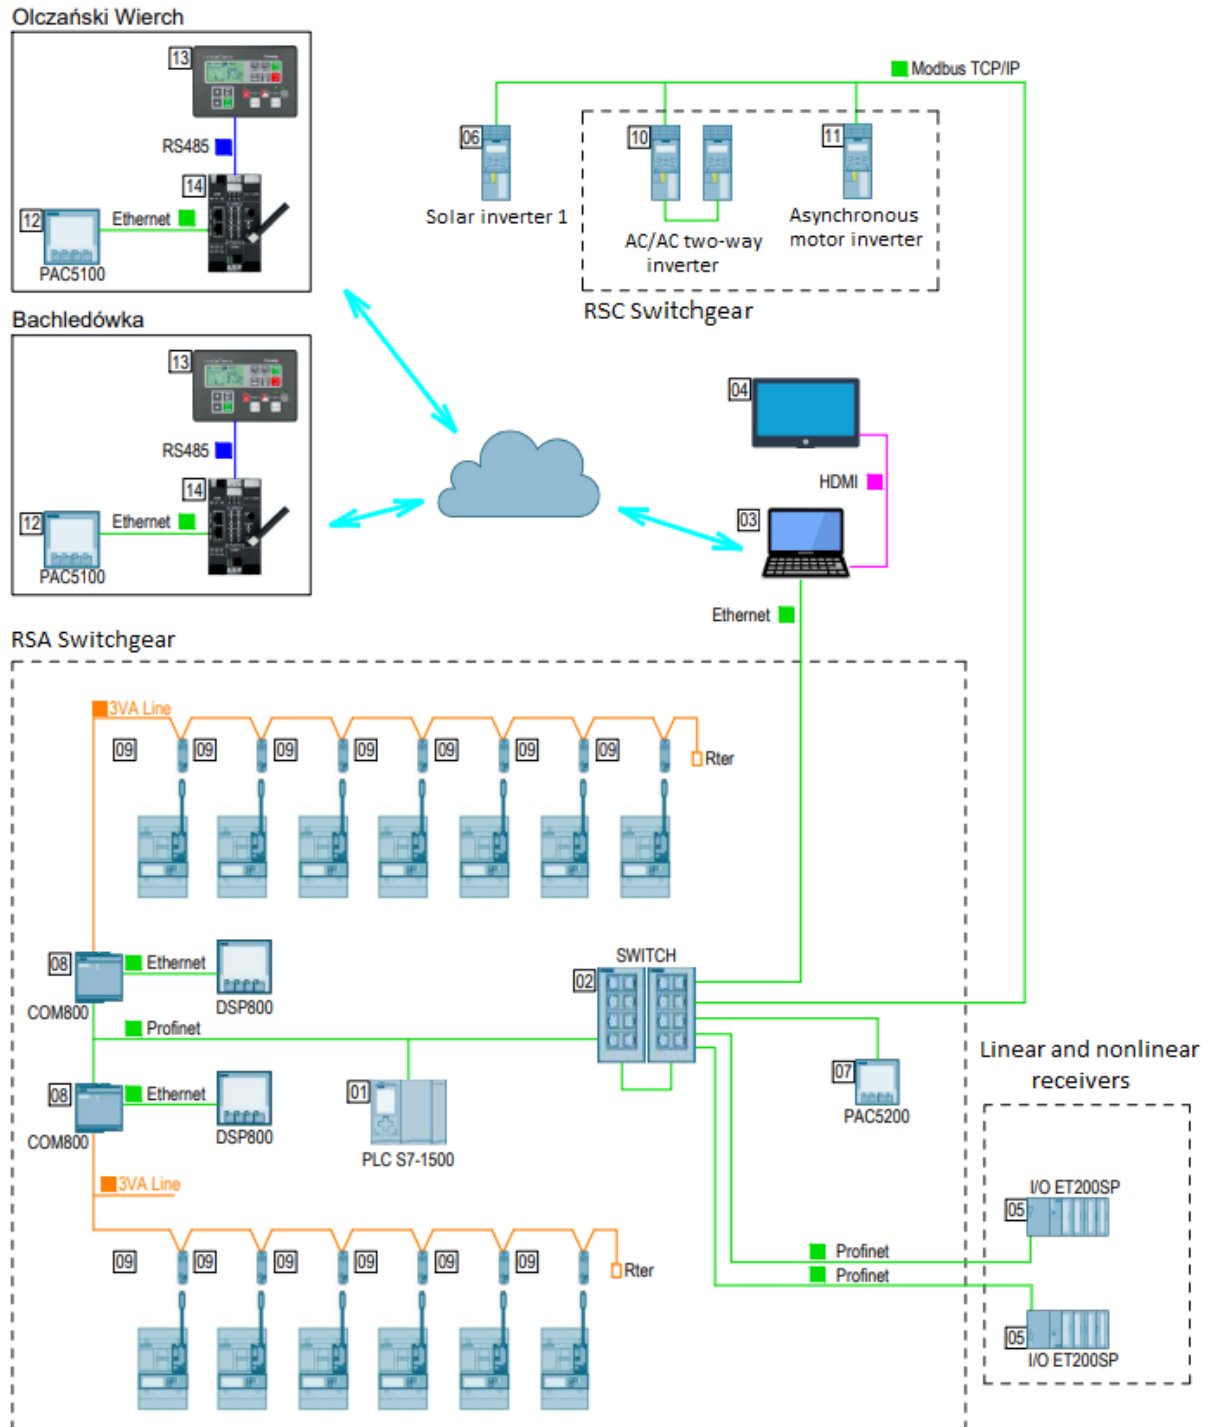 Olczański Wierch
13
RS485
14
Ethernet
12
PAC5100
Bachledówka
13
RS485
14
Ethernet
12
PAC5100
Modbus TCP/IP
06
10
11
Solar inverter 1
AC/AC two-way
inverter
Asynchronous
motor inverter
RSC Switchgear
04
HDMI
03
Ethernet
RSA Switchgear
3VA Line
09
09
09
09
09
09
09
Rter
08
Ethernet
COM800
DSP800
Profinet
SWITCH
02
08
Ethernet
COM800
DSP800
01
PLC S7-1500
07
PAC5200
3VA Line
09
09
09
09
09
09
Rter
Linear and nonlinear
receivers
I/O ET200SP
05
Profinet
Profinet
05
I/O ET200SP